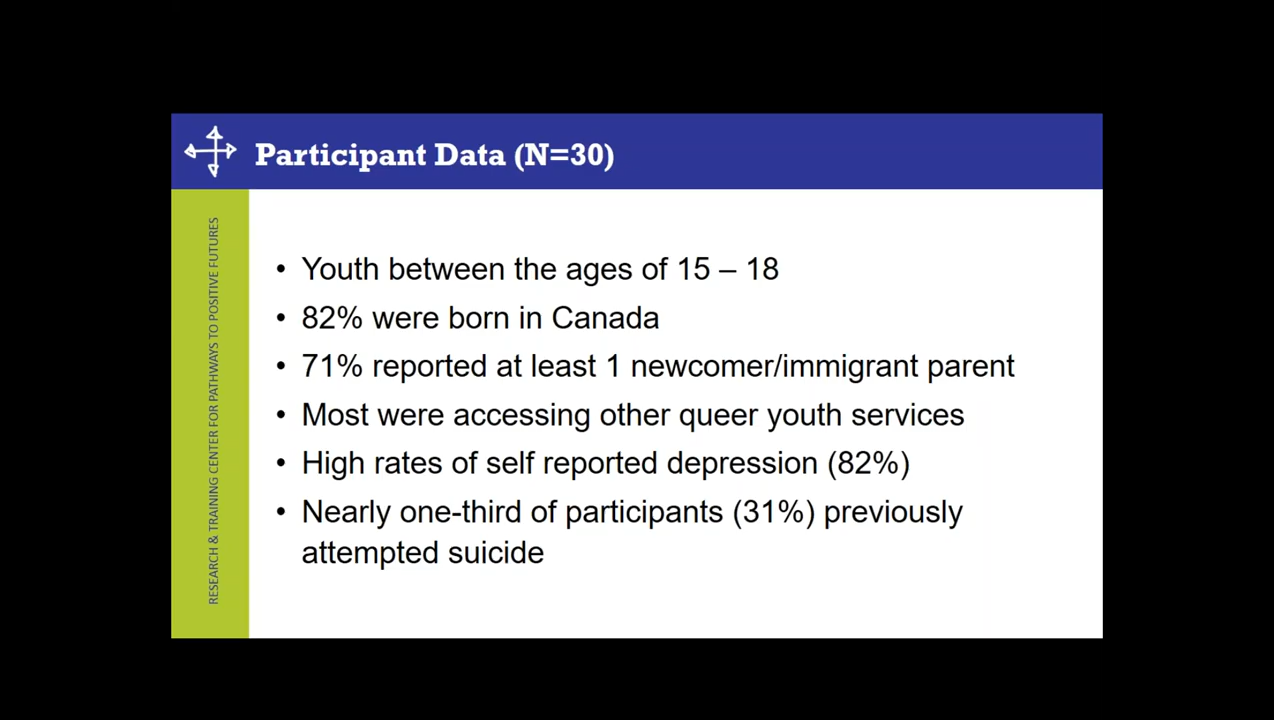 Participant Data (N=30)
RESEARCH & TRAINING CENTER FOR PATHWAYS TO POSITIVE FUTURES
• Youth between the ages of 15 – 18
• 82% were born in Canada
• 71% reported at least 1 newcomer/immigrant parent
• Most were accessing other queer youth services
• High rates of self reported depression (82%)
• Nearly one-third of participants (31%) previously
attempted suicide